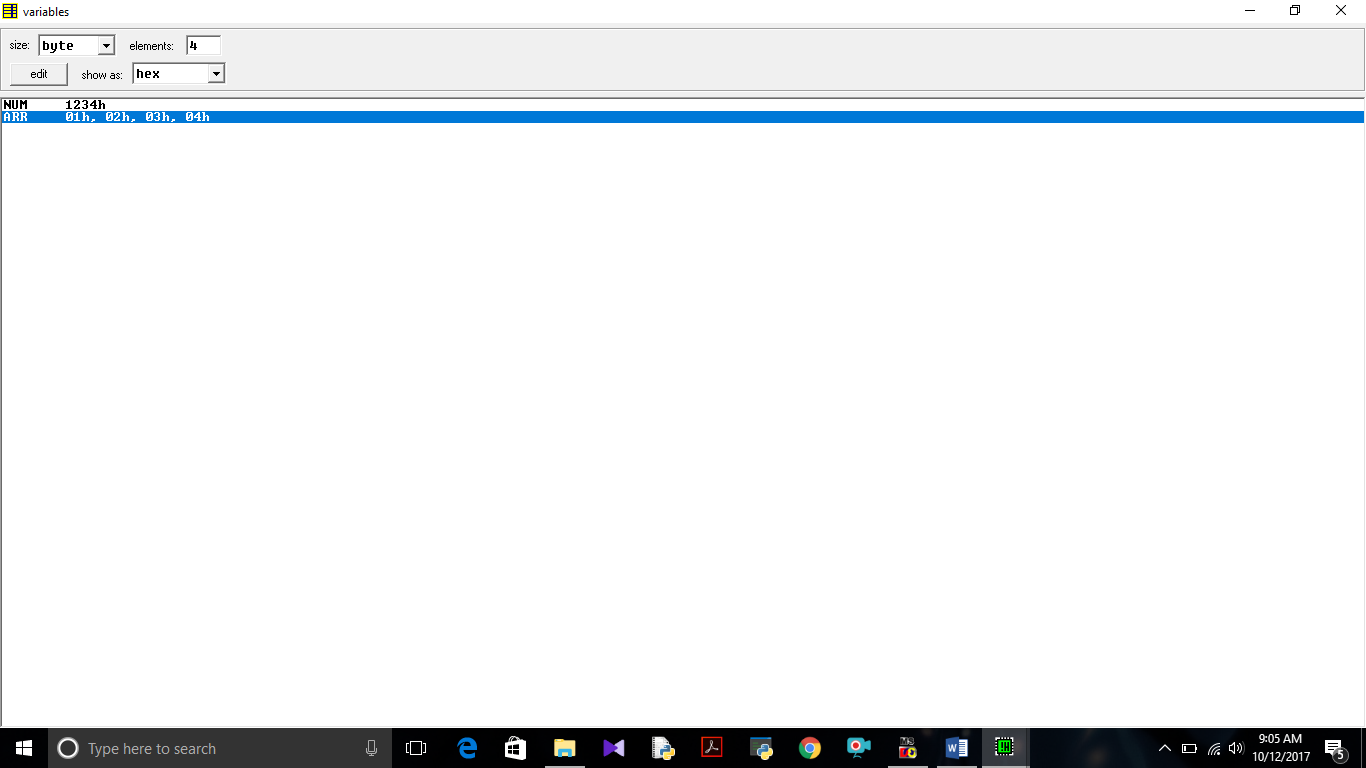 variables
size: byte elements: 4
edit show as: hex
NUM 1234h
ARR 01h, 02h, 03h, 04h
Type here to search
9:05 AM
10/12/2017
5